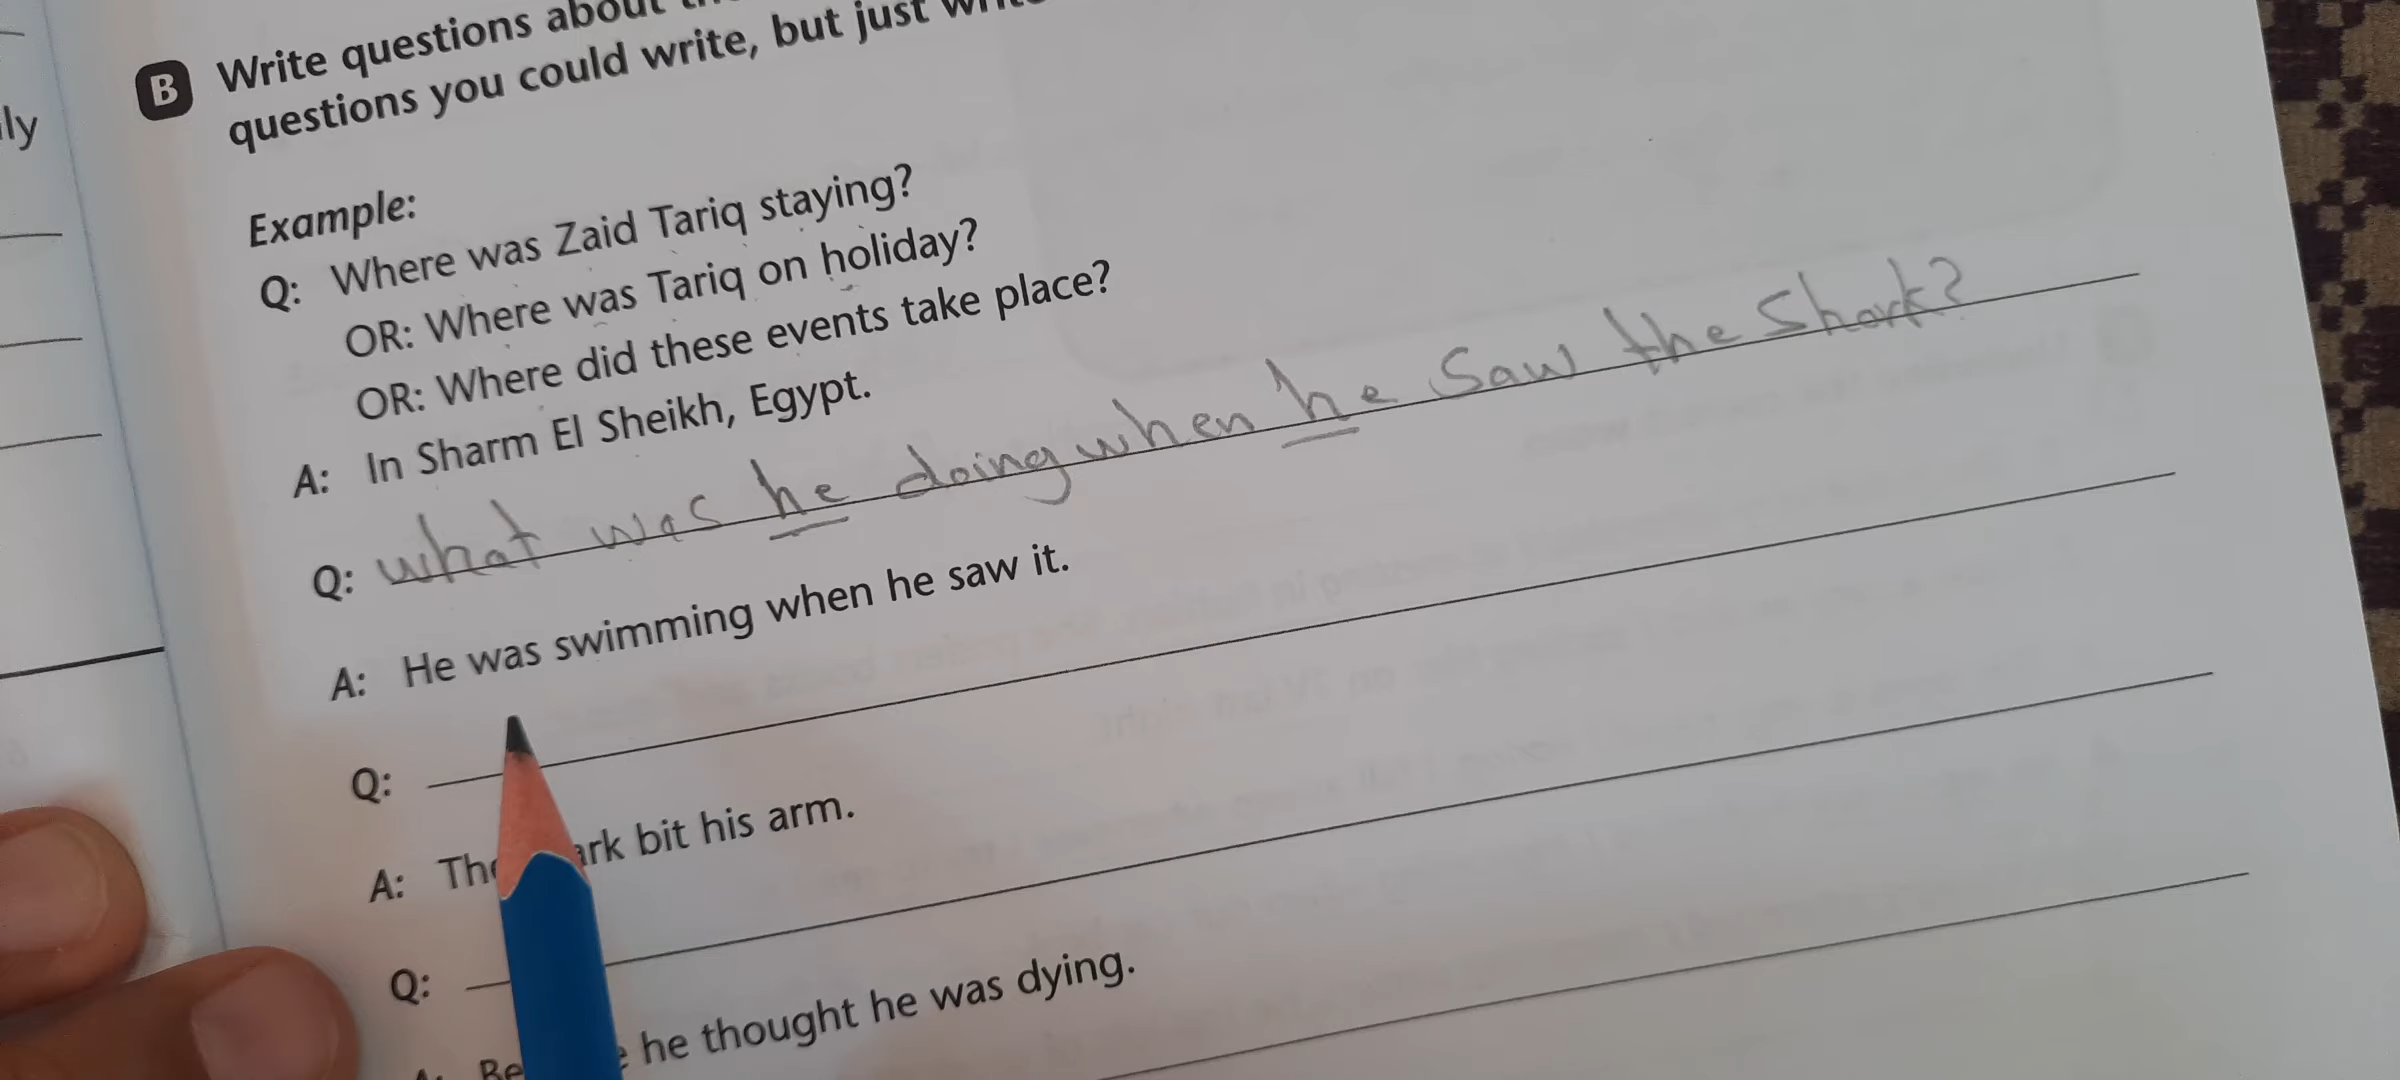 ly
B Write questions about
questions you could write, but just
Example:
Q: Where was Zaid Tariq staying?
OR: Where was Tariq on holiday?
OR: Where did these events take place?
A: In Sharm El Sheikh, Egypt.
Q: what was he doing when he saw the Shark?
A: He was swimming when he saw it.
Q:
A: bit his arm.
Q:
he thought he was dying.